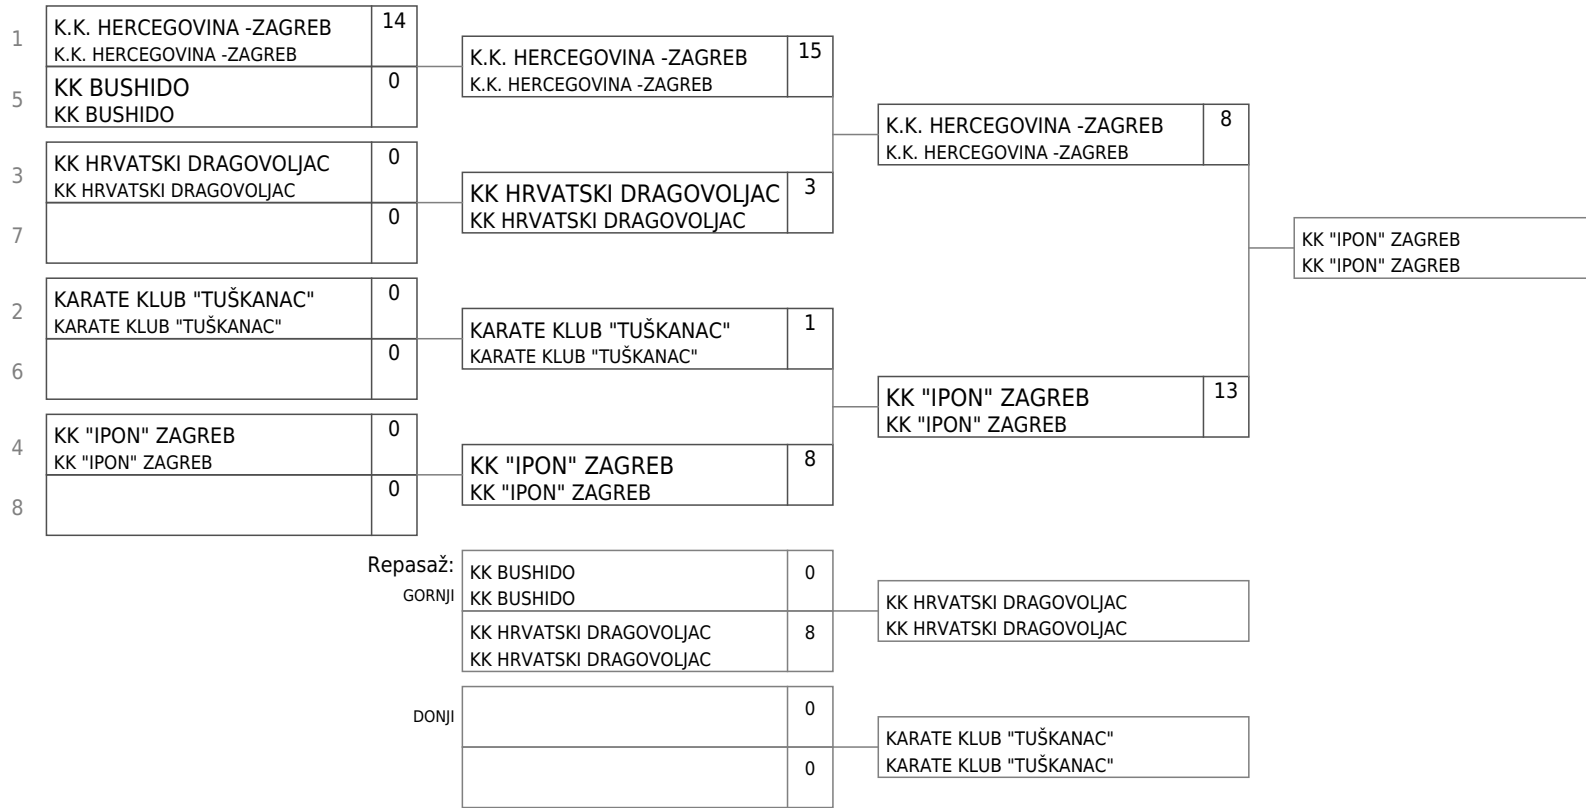 1
K.K. HERCEGOVINA -ZAGREB 14
K.K. HERCEGOVINA -ZAGREB
5
KK BUSHIDO 0
KK BUSHIDO
3
KK HRVATSKI DRAGOVOLJAC 0
KK HRVATSKI DRAGOVOLJAC
7
0
2
KARATE KLUB "TUŠKANAC" 0
KARATE KLUB "TUŠKANAC"
6
0
4
KK "IPON" ZAGREB 0
KK "IPON" ZAGREB
8
0
K.K. HERCEGOVINA -ZAGREB 15
K.K. HERCEGOVINA -ZAGREB
KK HRVATSKI DRAGOVOLJAC 3
KK HRVATSKI DRAGOVOLJAC
KARATE KLUB "TUŠKANAC" 1
KARATE KLUB "TUŠKANAC"
KK "IPON" ZAGREB 8
KK "IPON" ZAGREB
K.K. HERCEGOVINA -ZAGREB 8
K.K. HERCEGOVINA -ZAGREB
KK "IPON" ZAGREB 13
KK "IPON" ZAGREB
KK "IPON" ZAGREB
KK "IPON" ZAGREB
Repasaž:
GORNJI
KK BUSHIDO 0
KK BUSHIDO
KK HRVATSKI DRAGOVOLJAC 8
KK HRVATSKI DRAGOVOLJAC
KK HRVATSKI DRAGOVOLJAC
KK HRVATSKI DRAGOVOLJAC
DONJI
0
0
KARATE KLUB "TUŠKANAC"
KARATE KLUB "TUŠKANAC"